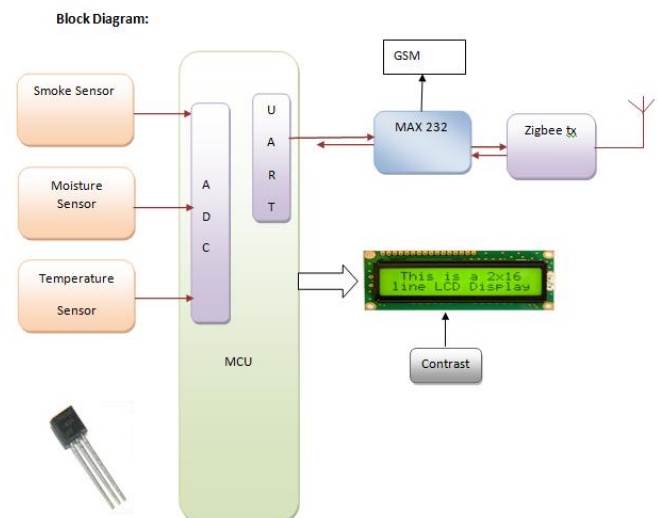 Block Diagram:
GSM
Smoke Sensor
U
A
R
T
MAX 232
Zigbee tx
Moisture
Sensor
A
D
C
Temperature
Sensor
This is a 2x16
line LCD Display
MCU
Contrast